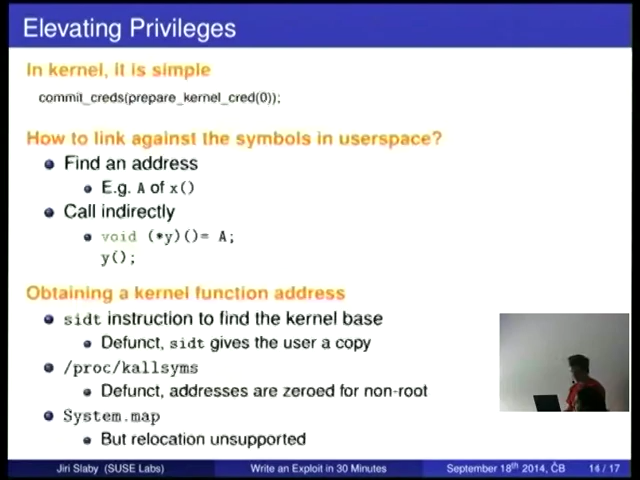 Elevating Privileges
In kernel, it is simple
commit_creds(prepare_kernel_cred(0));
How to link against the symbols in userspace?
Find an address
E.g. A of x()
Call indirectly
void (*y)()= A;
y();
Obtaining a kernel function address
sidt instruction to find the kernel base
Defunct, sidt gives the user a copy
/proc/kallsyms
Defunct, addresses are zeroed for non-root
System.map
But relocation unsupported
Jiri Slaby (SUSE Labs) Write an Exploit in 30 Minutes September 18th 2014, ČB 14 / 17